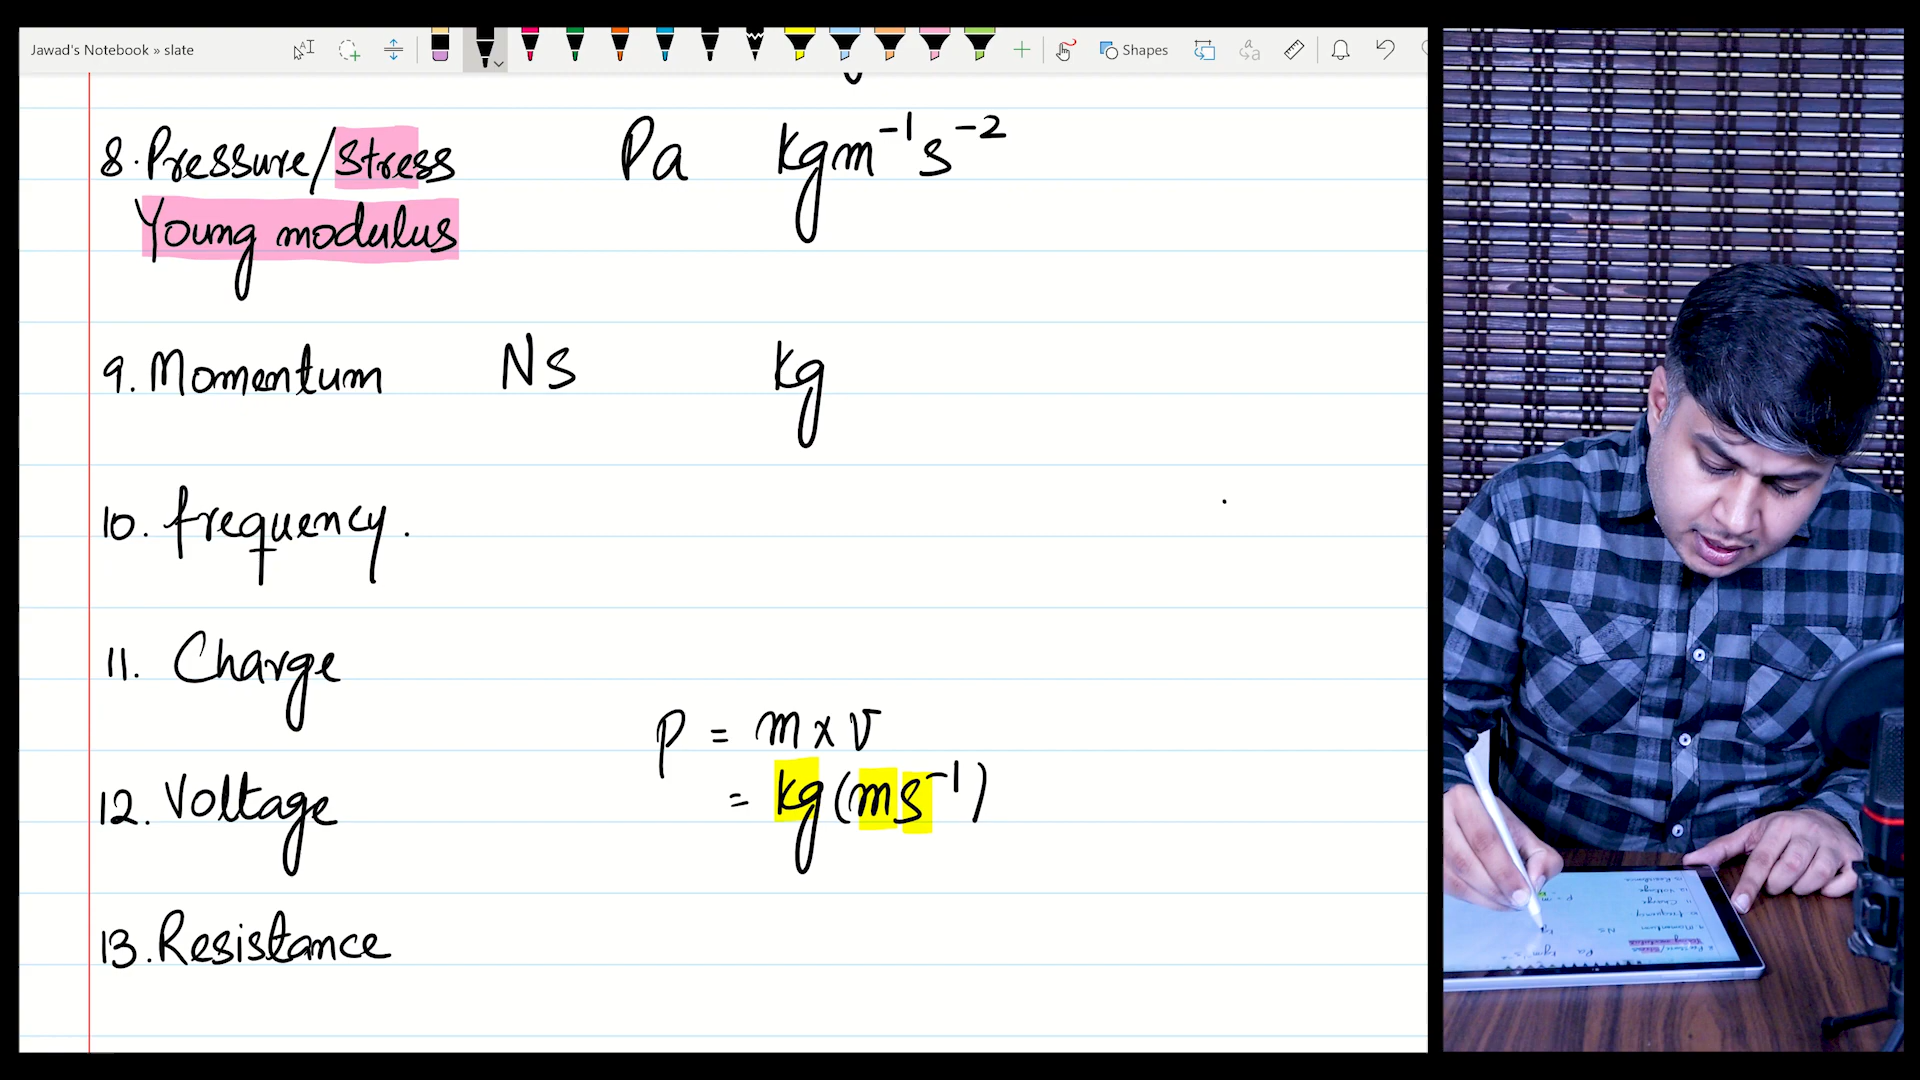 Jawad's Notebook » slate
Shapes
8. Pressure/Stress Pa kgm⁻¹s⁻²
Young modulus
9. Momentum Ns kg
10. frequency.
11. Charge
P = m x v
= kg(ms⁻¹)
12. Voltage
13. Resistance